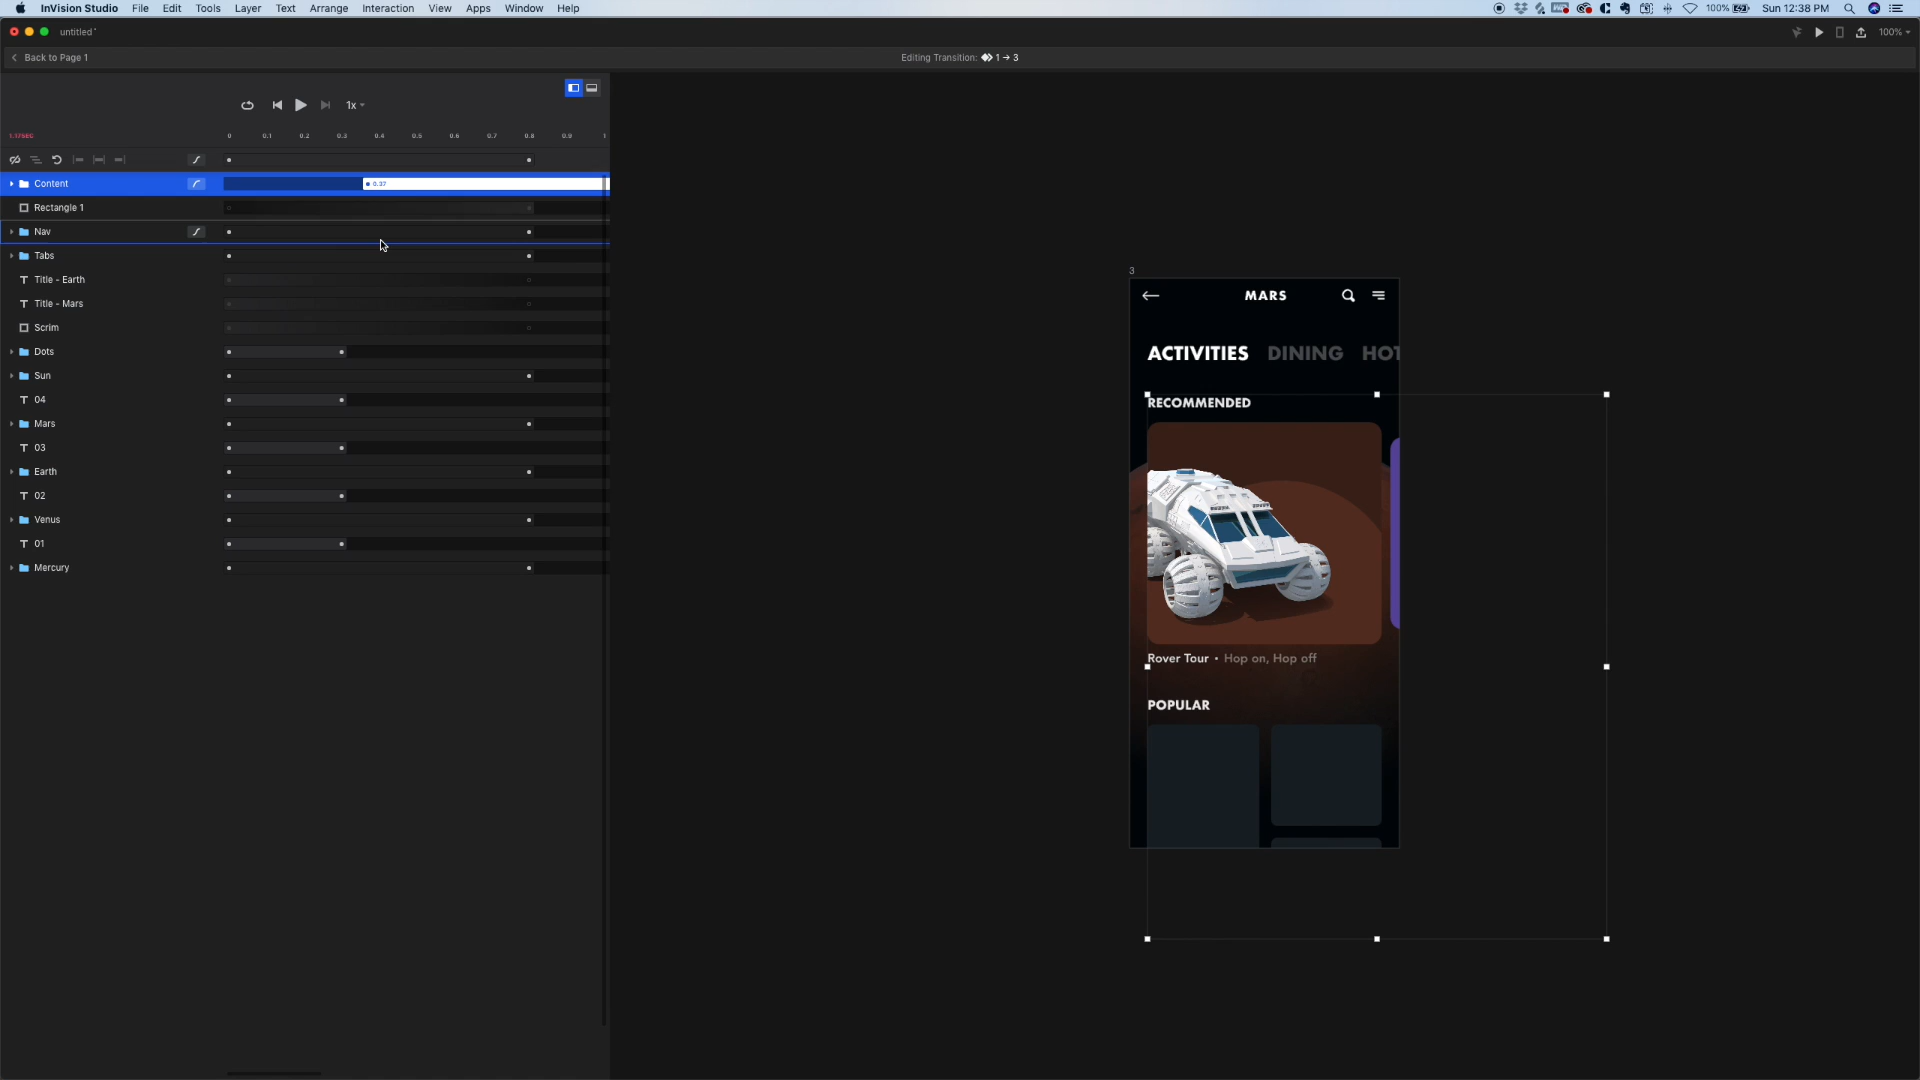 InVision Studio File Edit Tools Layer Text Arrange Interaction View Apps Window Help 100% Sun 12:38 PM
untitled 100%
Back to Page 1 Editing Transition: 1 → 3
1x
1.17SEC 0 0.1 0.2 0.3 0.4 0.5 0.6 0.7 0.8 0.9 1
Content 0.37
Rectangle 1
Nav
Tabs
Title - Earth
Title - Mars
Scrim
Dots
Sun
04
Mars
03
Earth
02
Venus
01
Mercury
3
MARS
ACTIVITIES DINING HOT
RECOMMENDED
Rover Tour • Hop on, Hop off
POPULAR